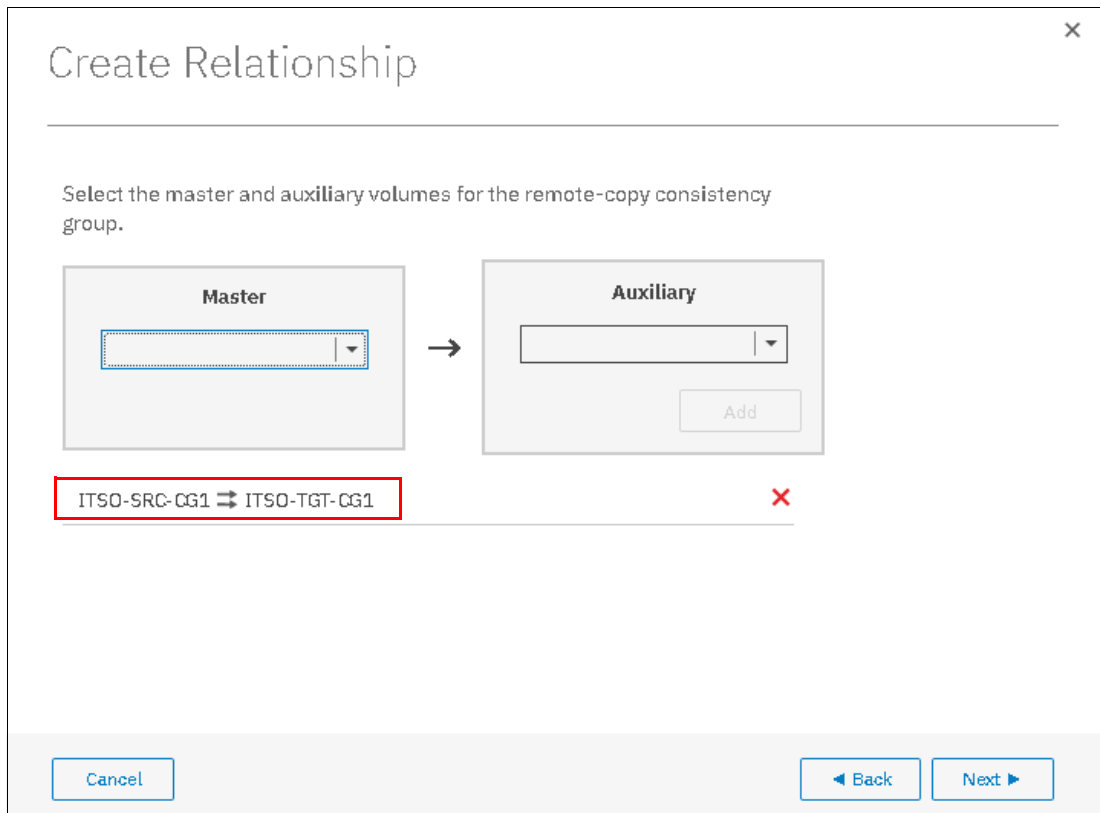 Create Relationship
Select the master and auxiliary volumes for the remote-copy consistency
group.
Master
Auxiliary
Add
ITSO-SRC-CG1 ⇉ ITSO-TGT-CG1
Cancel
Back
Next